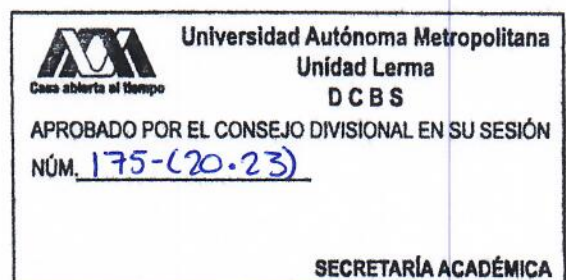 Universidad Autónoma Metropolitana
Unidad Lerma
Casa abierta al tiempo
DCBS
APROBADO POR EL CONSEJO DIVISIONAL EN SU SESIÓN
NÚM. 175-(20.23)
SECRETARÍA ACADÉMICA